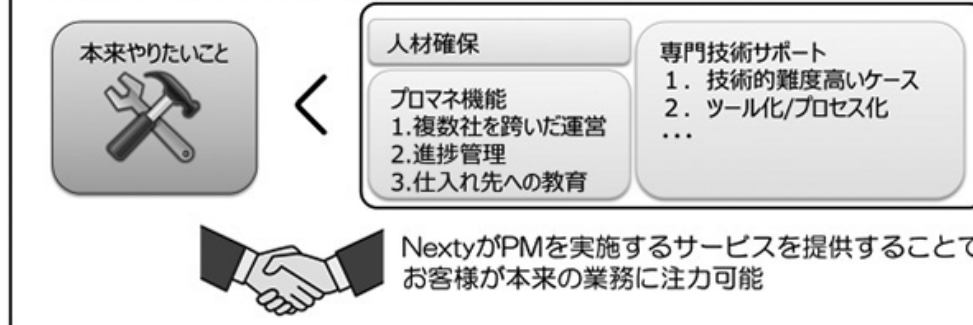 本来やりたいこと
<
人材確保
プロマネ機能
1.複数社を跨いだ運営
2.進捗管理
3.仕入れ先への教育
専門技術サポート
1. 技術的難度高いケース
2. ツール化/プロセス化
・・・
NextyがPMを実施するサービスを提供することで
お客様が本来の業務に注力可能